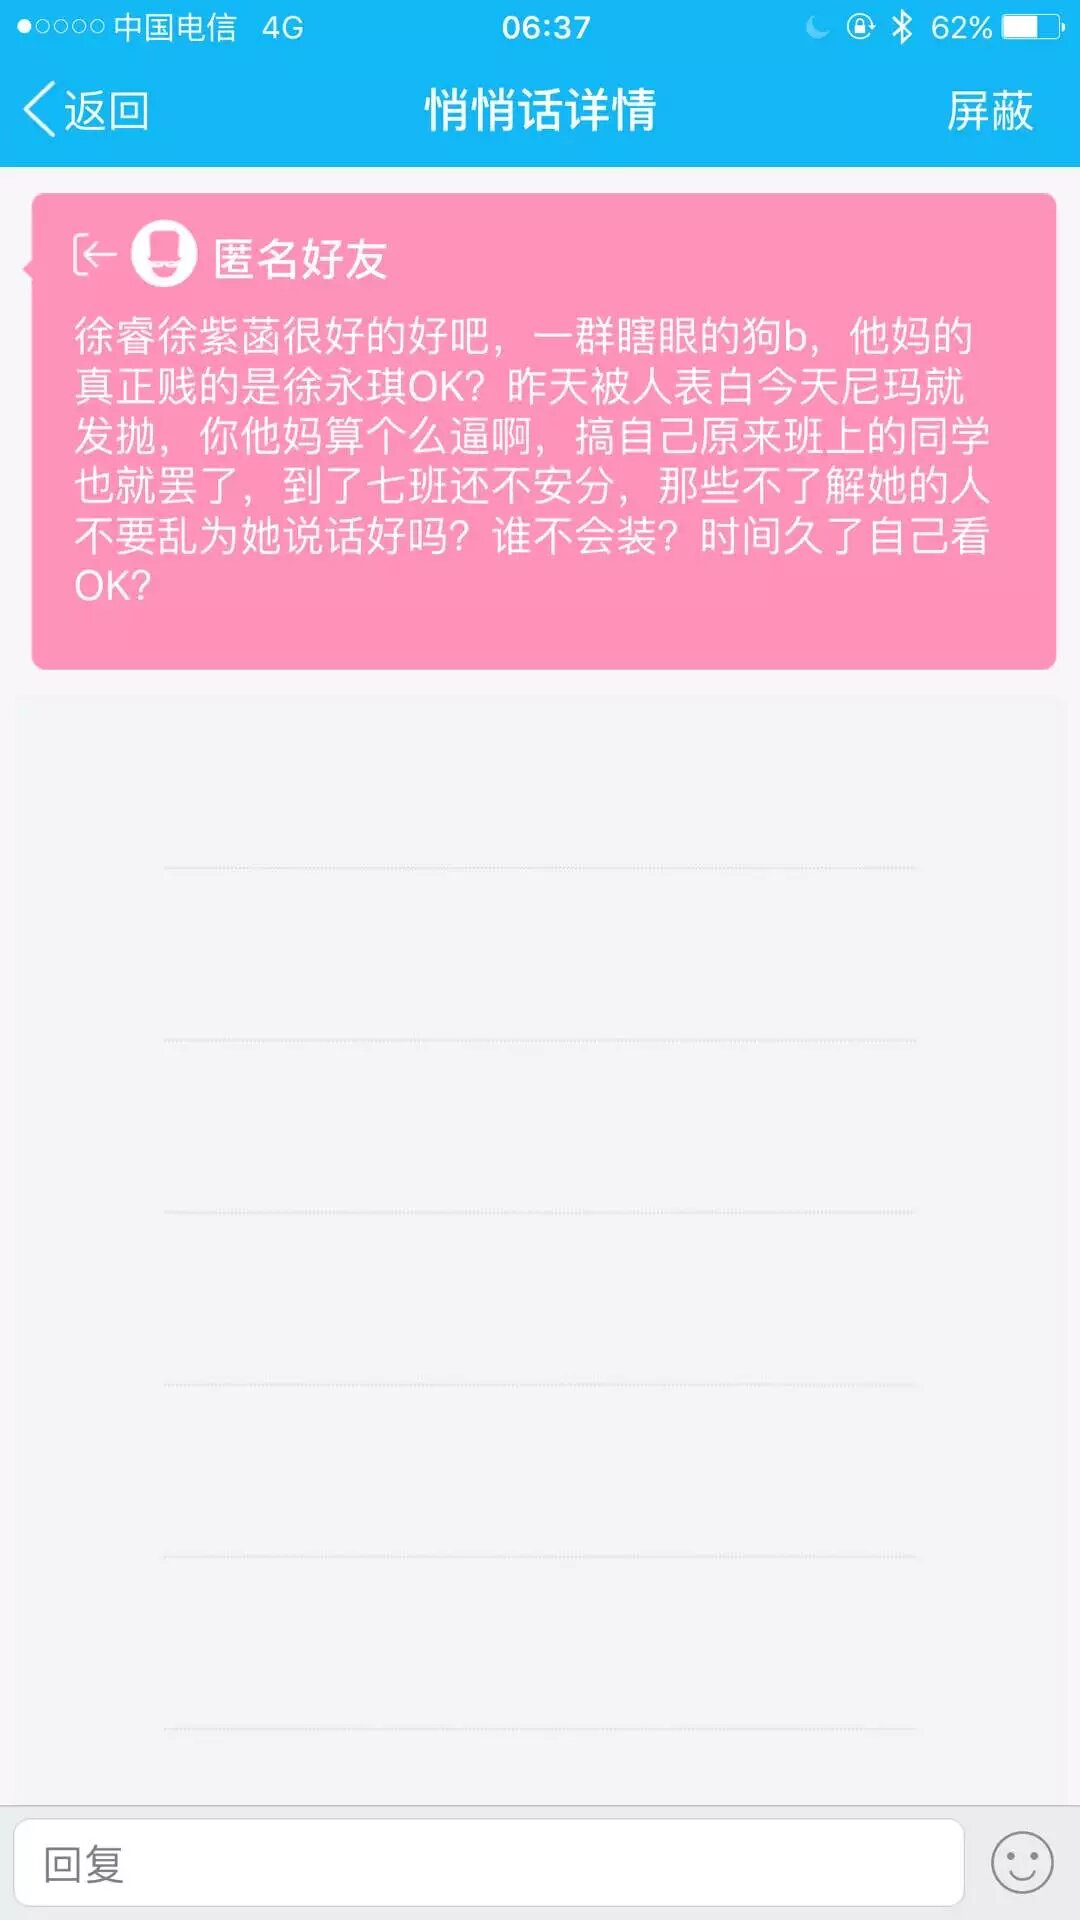 中国电信 4G 06:37 62%
返回 悄悄话详情 屏蔽
匿名好友
徐睿徐紫菡很好的好吧，一群瞎眼的狗b，他妈的
真正贱的是徐永琪OK？昨天被人表白今天尼玛就
发抛，你他妈算个么逼啊，搞自己原来班上的同学
也就罢了，到了七班还不安分，那些不了解她的人
不要乱为她说话好吗？谁不会装？时间久了自己看
OK？
回复